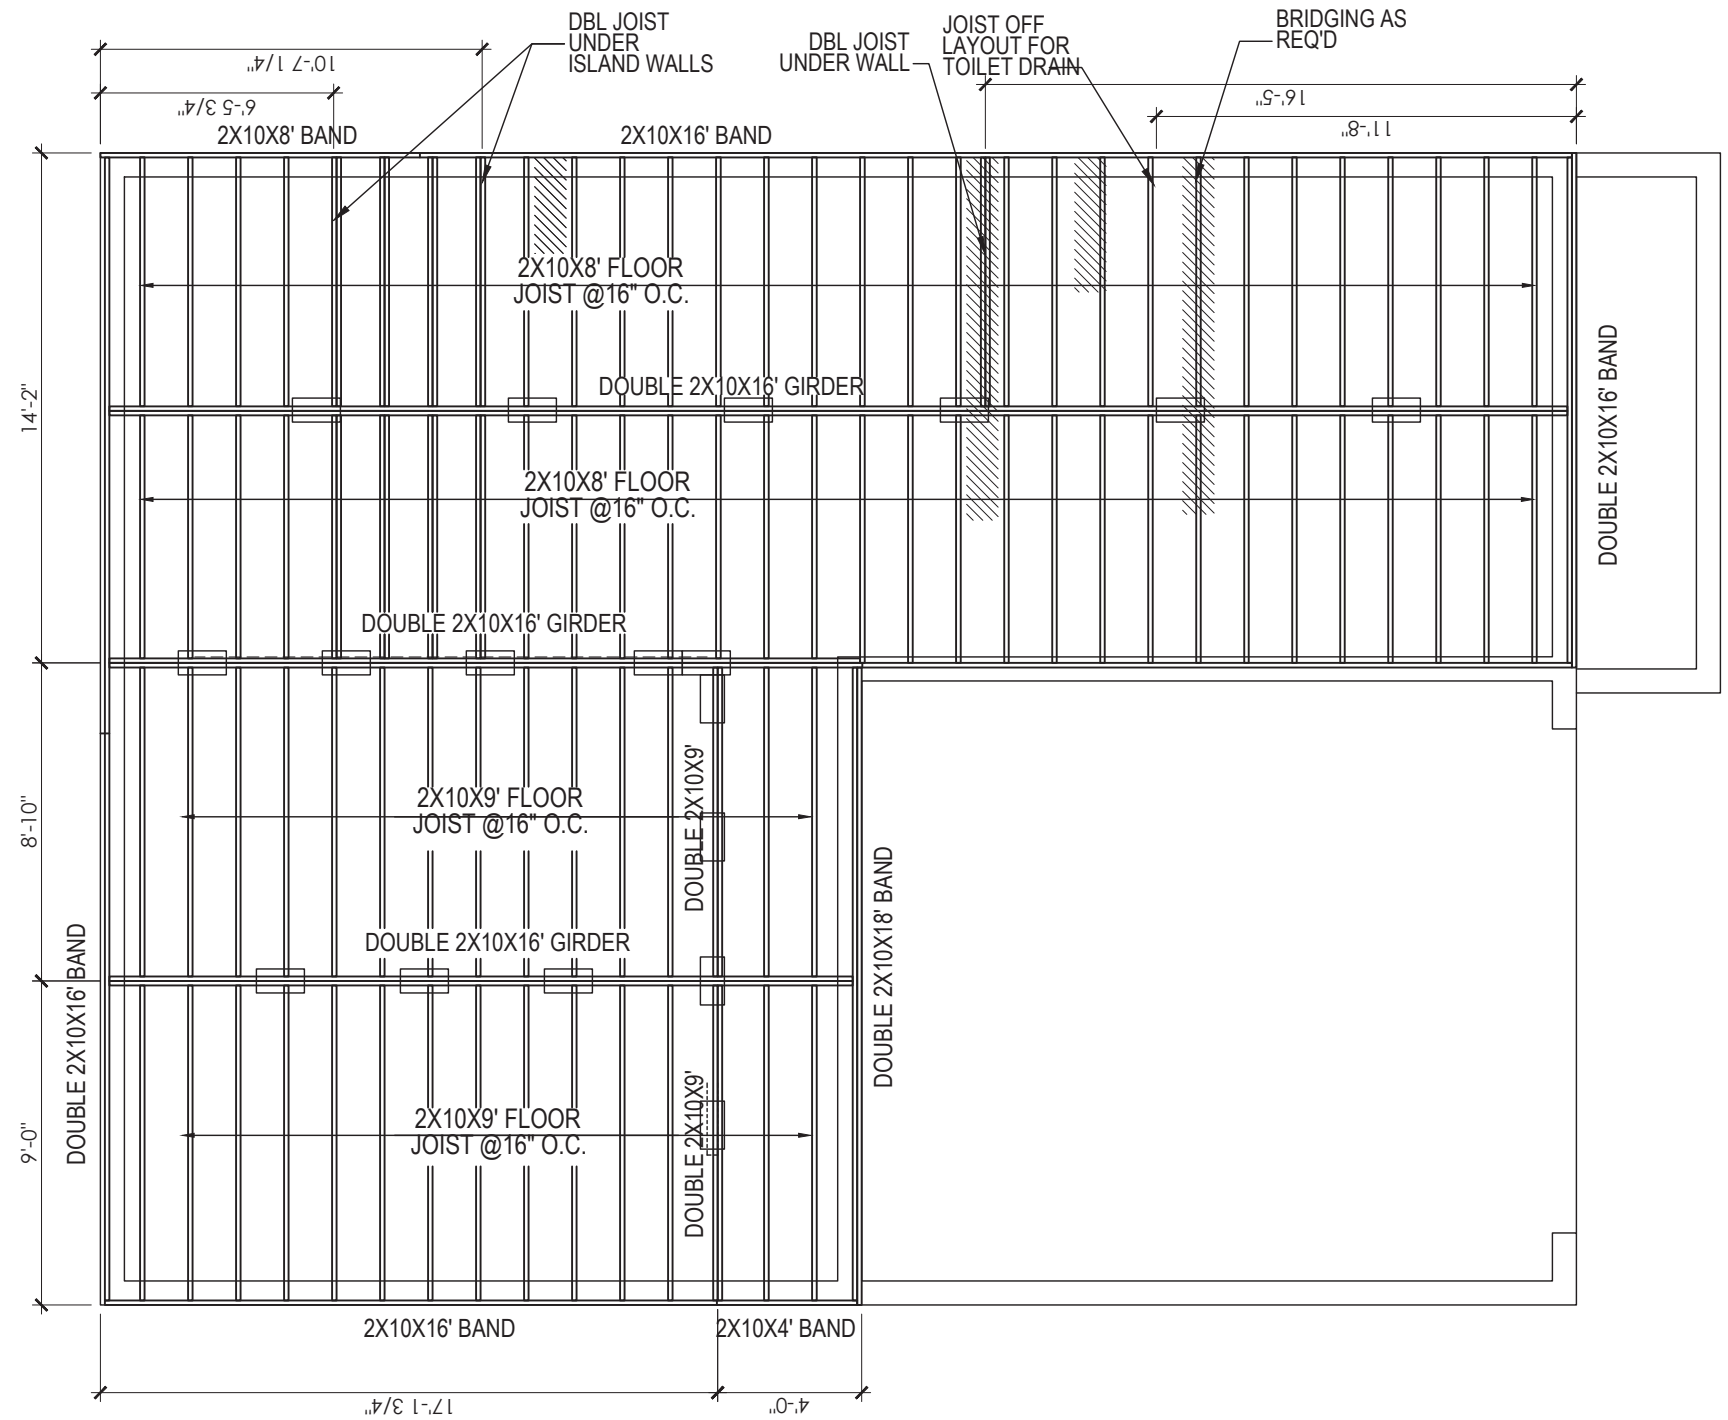 DBL JOIST
UNDER
ISLAND WALLS
DBL JOIST
UNDER WALL
JOIST OFF
LAYOUT FOR
TOILET DRAIN
BRIDGING AS
REQ'D
10'-7 1/4"
6'-5 3/4"
16'-5"
11'-8"
2X10X8' BAND
2X10X16' BAND
2X10X8' FLOOR
JOIST @16" O.C.
14'-2"
DOUBLE 2X10X16' GIRDER
DOUBLE 2X10X16' BAND
2X10X8' FLOOR
JOIST @16" O.C.
DOUBLE 2X10X16' GIRDER
8'-10"
2X10X9' FLOOR
JOIST @16" O.C.
DOUBLE 2X10X9'
DOUBLE 2X10X16' GIRDER
DOUBLE 2X10X16' BAND
DOUBLE 2X10X18' BAND
9'-0"
2X10X9' FLOOR
JOIST @16" O.C.
DOUBLE 2X10X9'
2X10X16' BAND
2X10X4' BAND
17'-1 3/4"
4'-0"